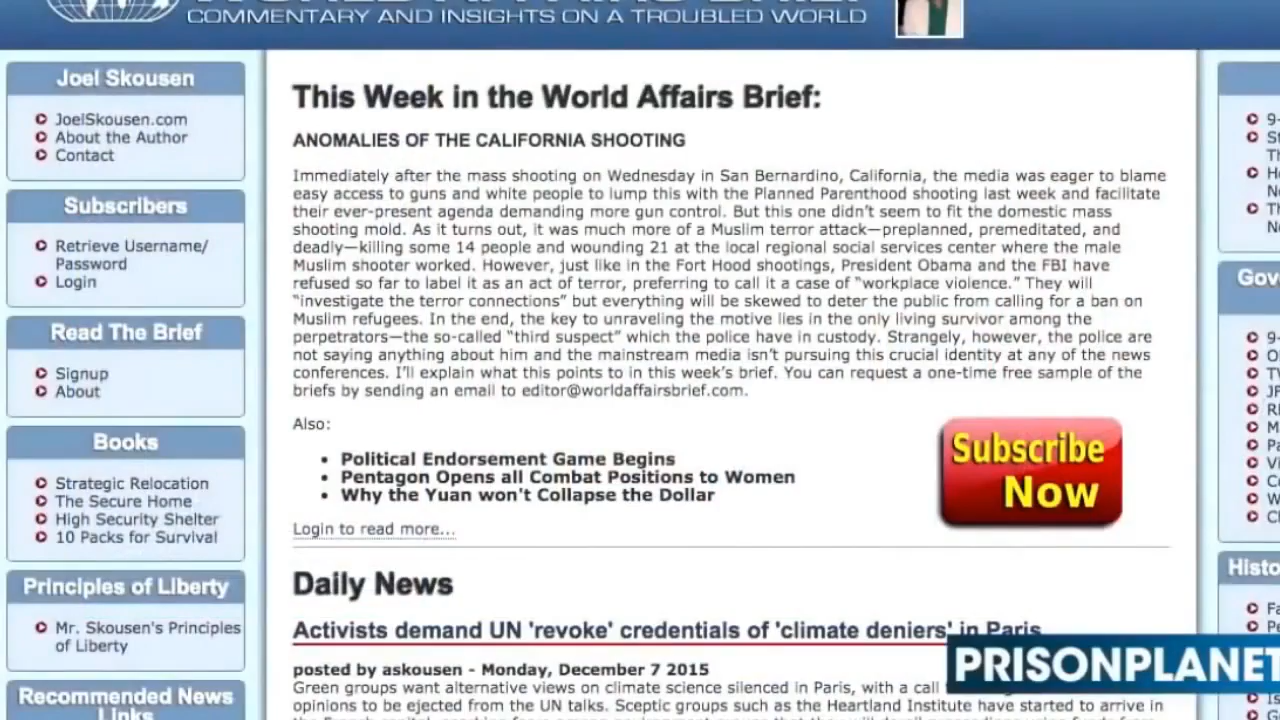 COMMENTARY AND INSIGHTS ON A TROUBLED WORLD
Joel Skousen
JoelSkousen.com
About the Author
Contact
Subscribers
Retrieve Username/
Password
Login
Read The Brief
Signup
About
Books
Strategic Relocation
The Secure Home
High Security Shelter
10 Packs for Survival
Principles of Liberty
Mr. Skousen's Principles
of Liberty
Recommended News
Links
This Week in the World Affairs Brief:
ANOMALIES OF THE CALIFORNIA SHOOTING
Immediately after the mass shooting on Wednesday in San Bernardino, California, the media was eager to blame
easy access to guns and white people to lump this with the Planned Parenthood shooting last week and facilitate
their ever-present agenda demanding more gun control. But this one didn’t seem to fit the domestic mass
shooting mold. As it turns out, it was much more of a Muslim terror attack—preplanned, premeditated, and
deadly—killing some 14 people and wounding 21 at the local regional social services center where the male
Muslim shooter worked. However, just like in the Fort Hood shootings, President Obama and the FBI have
refused so far to label it as an act of terror, preferring to call it a case of “workplace violence.” They will
“investigate the terror connections” but everything will be skewed to deter the public from calling for a ban on
Muslim refugees. In the end, the key to unraveling the motive lies in the only living survivor among the
perpetrators—the so-called “third suspect” which the police have in custody. Strangely, however, the police are
not saying anything about him and the mainstream media isn’t pursuing this crucial identity at any of the news
conferences. I’ll explain what this points to in this week’s brief. You can request a one-time free sample of the
briefs by sending an email to editor@worldaffairsbrief.com.
Also:
Political Endorsement Game Begins
Pentagon Opens all Combat Positions to Women
Why the Yuan won't Collapse the Dollar
Subscribe
Now
Login to read more...
Daily News
Activists demand UN 'revoke' credentials of 'climate deniers' in Paris
posted by askousen - Monday, December 7 2015
Green groups want alternative views on climate science silenced in Paris, with a call
opinions to be ejected from the UN talks. Sceptic groups such as the Heartland Institute have started to arrive in
PRISONPLANET